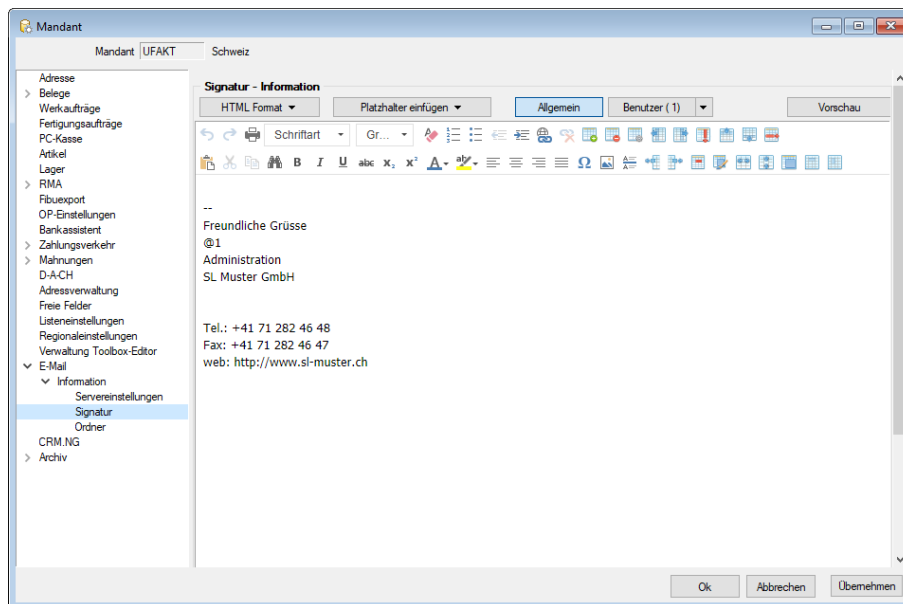 Mandant
Mandant UFAKT Schweiz
Adresse
Belege
Werkaufträge
Fertigungsaufträge
PC-Kasse
Artikel
Lager
RMA
Fibuexport
OP-Einstellungen
Bankassistent
Zahlungsverkehr
Mahnungen
D-A-CH
Adressverwaltung
Freie Felder
Listeneinstellungen
Regionaleinstellungen
Verwaltung Toolbox-Editor
E-Mail
Information
Servereinstellungen
Signatur
Ordner
CRM.NG
Archiv
Signatur - Information
HTML Format Platzhalter einfügen Allgemein Benutzer ( 1) Vorschau
Schriftart Gr...
B I U abc x₂ x² A ab
--
Freundliche Grüsse
@1
Administration
SL Muster GmbH
Tel.: +41 71 282 46 48
Fax: +41 71 282 46 47
web: http://www.sl-muster.ch
Ok Abbrechen Übernehmen